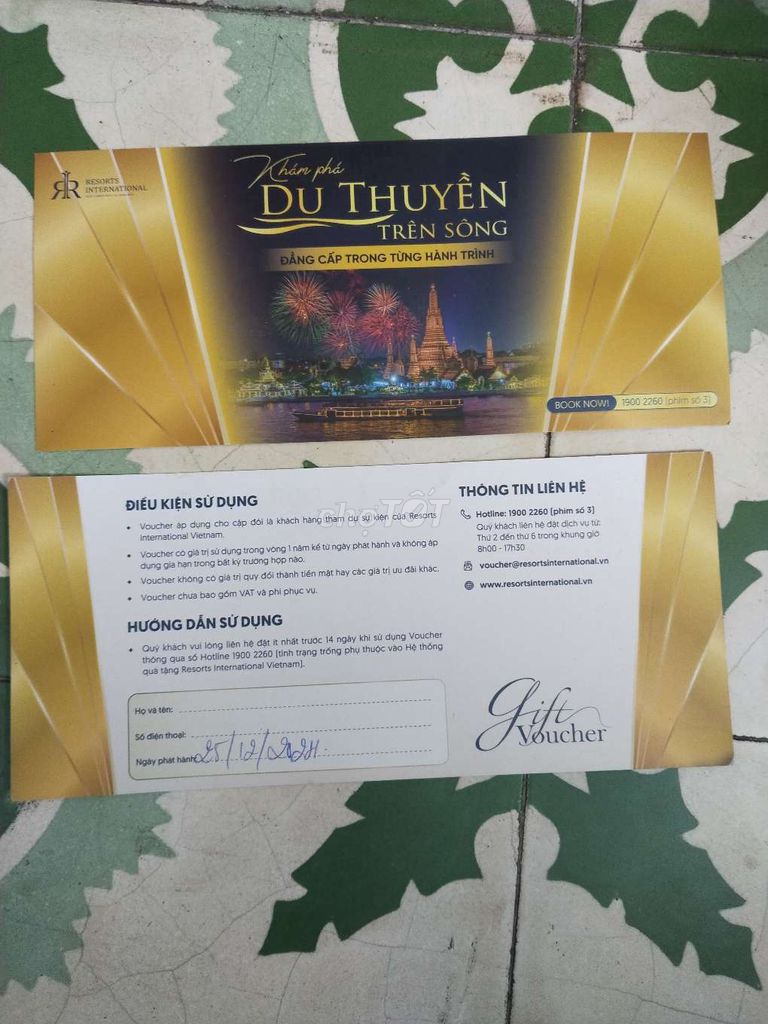 RESORTS
INTERNATIONAL
Khám phá
DU THUYỀN
TRÊN SÔNG
ĐẲNG CẤP TRONG TỪNG HÀNH TRÌNH
BOOK NOW! 1900 2260 [phím số 3]
ĐIỀU KIỆN SỬ DỤNG
Voucher áp dụng cho cặp đôi là khách hàng tham dự sự kiện của Resorts
International Vietnam.
Voucher có giá trị sử dụng trong vòng 1 năm kể từ ngày phát hành và không áp
dụng gia hạn trong bất kỳ trường hợp nào.
Voucher không có giá trị quy đổi thành tiền mặt hay các giá trị ưu đãi khác.
Voucher chưa bao gồm VAT và phí phục vụ.
HƯỚNG DẪN SỬ DỤNG
Quý khách vui lòng liên hệ đặt ít nhất trước 14 ngày khi sử dụng Voucher
thông qua số Hotline 1900 2260 [tình trạng trống phụ thuộc vào Hệ thống
quà tặng Resorts International Vietnam].
Họ và tên:
Số điện thoại:
Ngày phát hành: 25/12/2024
THÔNG TIN LIÊN HỆ
Hotline: 1900 2260 [phím số 3]
Quý khách liên hệ đặt dịch vụ từ:
Thứ 2 đến thứ 6 trong khung giờ
8h00 - 17h30
voucher@resortsinternational.vn
www.resortsinternational.vn
Gift
Voucher
chợTỐT